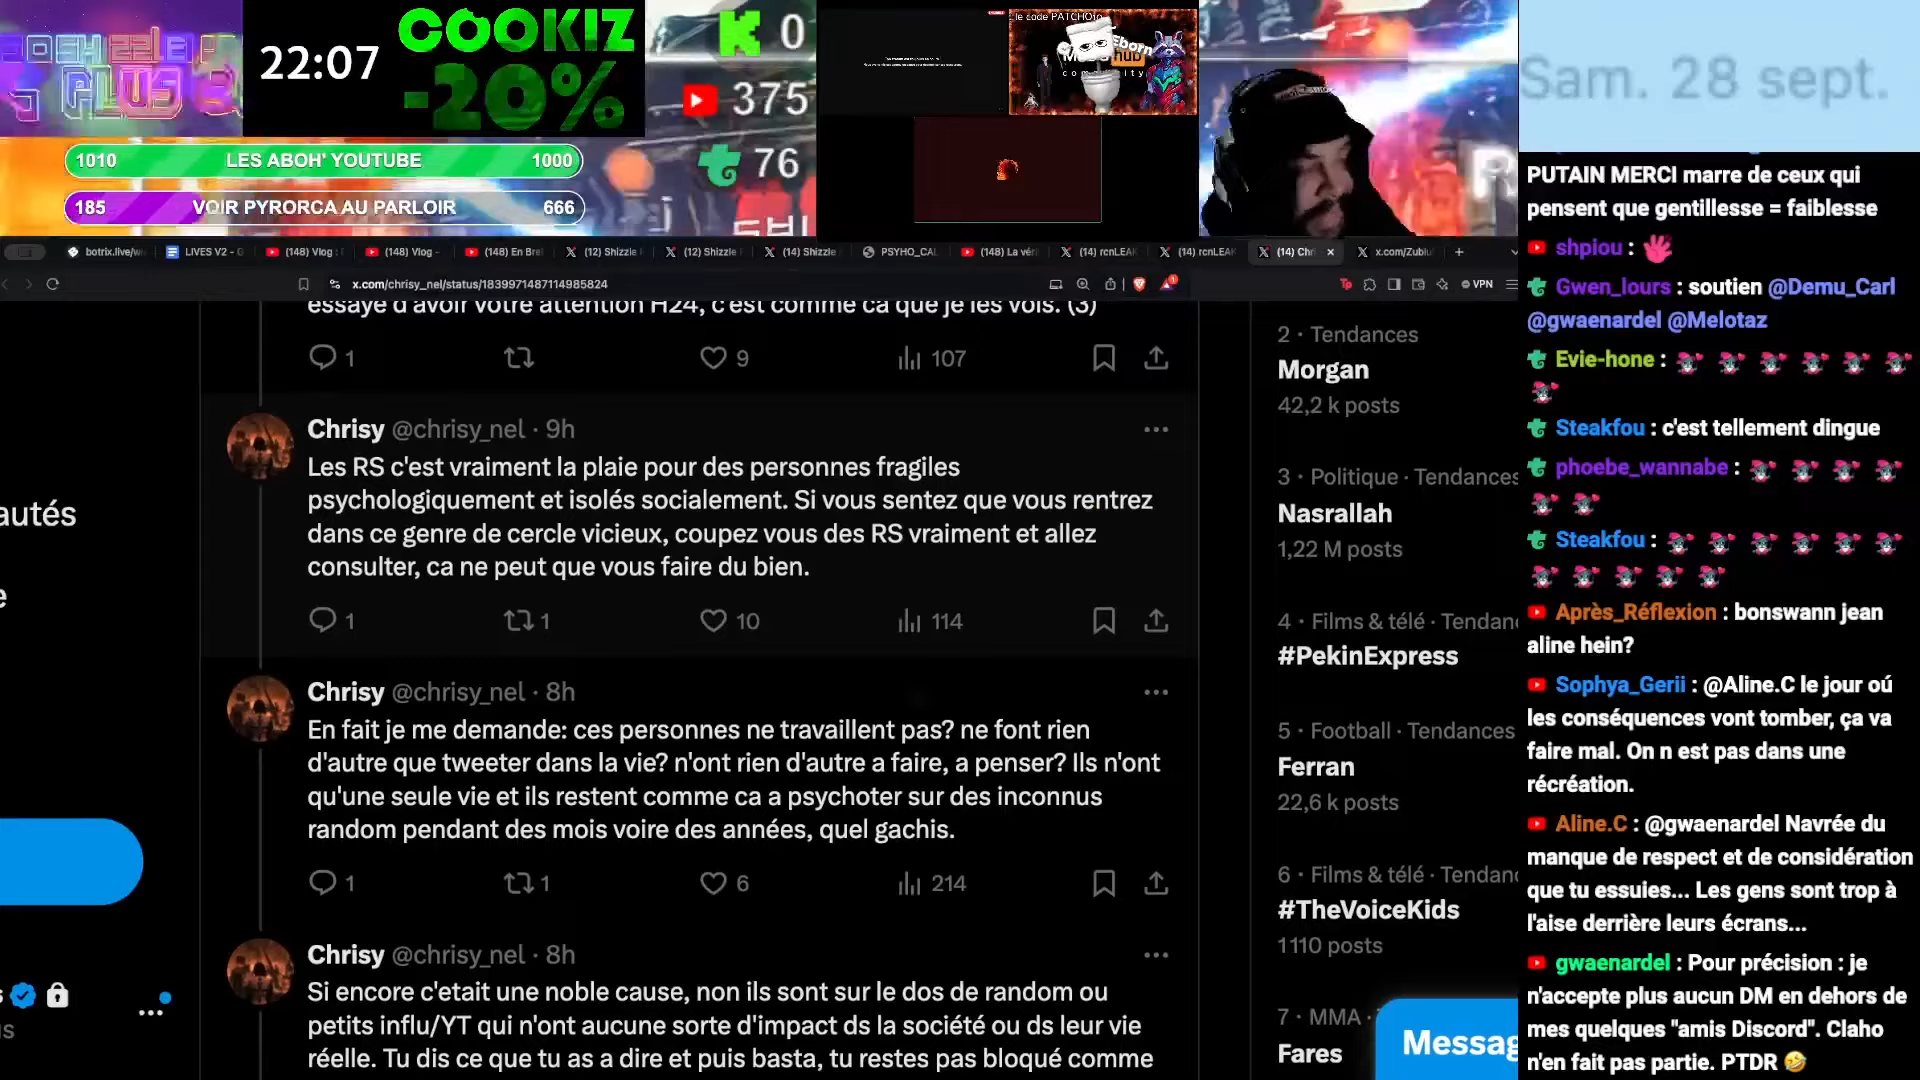 22:07
COOKIZ
-20%
PLUS
0
375
76
1010 LES ABOH' YOUTUBE 1000
185 VOIR PYRORCA AU PARLOIR 666
le code PATCHO
hub
community
Sam. 28 sept.
botrix.live/w
LIVES V2 - G
(148) Vlog :
(148) Vlog -
(148) En Bre
(12) Shizzle
(12) Shizzle
(14) Shizzle
PSYHO_CAL
(148) La véri
(14) rcnLEAK
(14) rcnLEAK
(14) Chri
x.com/Zubiu
x.com/chrisy_nel/status/1839971487114985824
VPN
essaye d'avoir votre attention H24, c'est comme ca que je les vois. (3)
1 9 107
Chrisy @chrisy_nel · 9h
Les RS c'est vraiment la plaie pour des personnes fragiles
psychologiquement et isolés socialement. Si vous sentez que vous rentrez
dans ce genre de cercle vicieux, coupez vous des RS vraiment et allez
consulter, ca ne peut que vous faire du bien.
1 1 10 114
Chrisy @chrisy_nel · 8h
En fait je me demande: ces personnes ne travaillent pas? ne font rien
d'autre que tweeter dans la vie? n'ont rien d'autre a faire, a penser? Ils n'ont
qu'une seule vie et ils restent comme ca a psychoter sur des inconnus
random pendant des mois voire des années, quel gachis.
1 1 6 214
Chrisy @chrisy_nel · 8h
Si encore c'etait une noble cause, non ils sont sur le dos de random ou
petits influ/YT qui n'ont aucune sorte d'impact ds la société ou ds leur vie
réelle. Tu dis ce que tu as a dire et puis basta, tu restes pas bloqué comme
autés
e
2 · Tendances
Morgan
42,2 k posts
3 · Politique · Tendances
Nasrallah
1,22 M posts
4 · Films & télé · Tendan
#PekinExpress
5 · Football · Tendances
Ferran
22,6 k posts
6 · Films & télé · Tendan
#TheVoiceKids
1 110 posts
7 · MMA ·
Fares
Messag
PUTAIN MERCI marre de ceux qui
pensent que gentillesse = faiblesse
shpiou :
Gwen_lours : soutien @Demu_Carl
@gwaenardel @Melotaz
Evie-hone :
Steakfou : c'est tellement dingue
phoebe_wannabe :
Steakfou :
Après_Réflexion : bonswann jean
aline hein?
Sophya_Gerii : @Aline.C le jour oú
les conséquences vont tomber, ça va
faire mal. On n est pas dans une
récréation.
Aline.C : @gwaenardel Navrée du
manque de respect et de considération
que tu essuies... Les gens sont trop à
l'aise derrière leurs écrans...
gwaenardel : Pour précision : je
n'accepte plus aucun DM en dehors de
mes quelques "amis Discord". Claho
n'en fait pas partie. PTDR 🤣